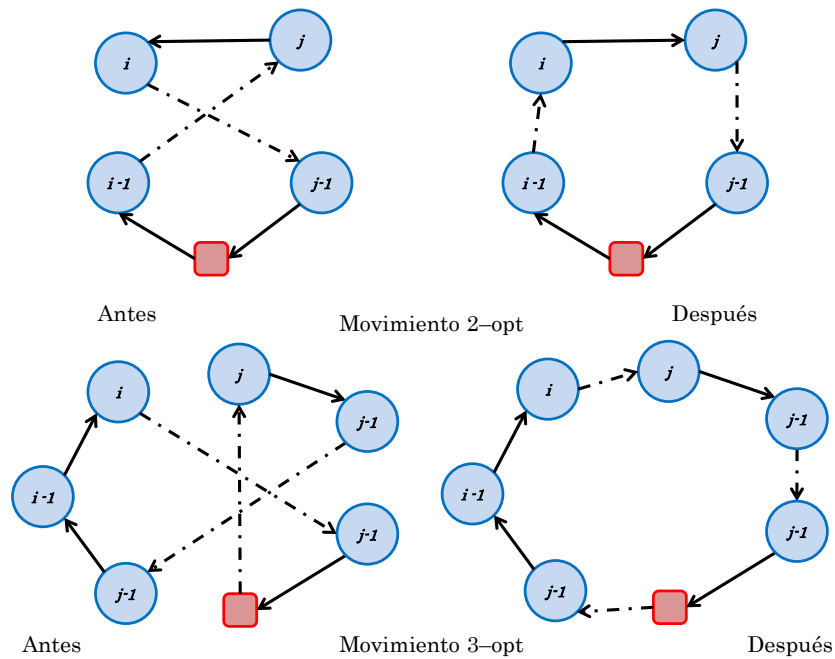 i
j
i
j
i-1
j-1
i-1
j-1
Antes
Movimiento 2–opt
Después
i
j
j-1
i-1
j-1
j-1
i
j
j-1
i-1
j-1
j-1
Antes
Movimiento 3–opt
Después